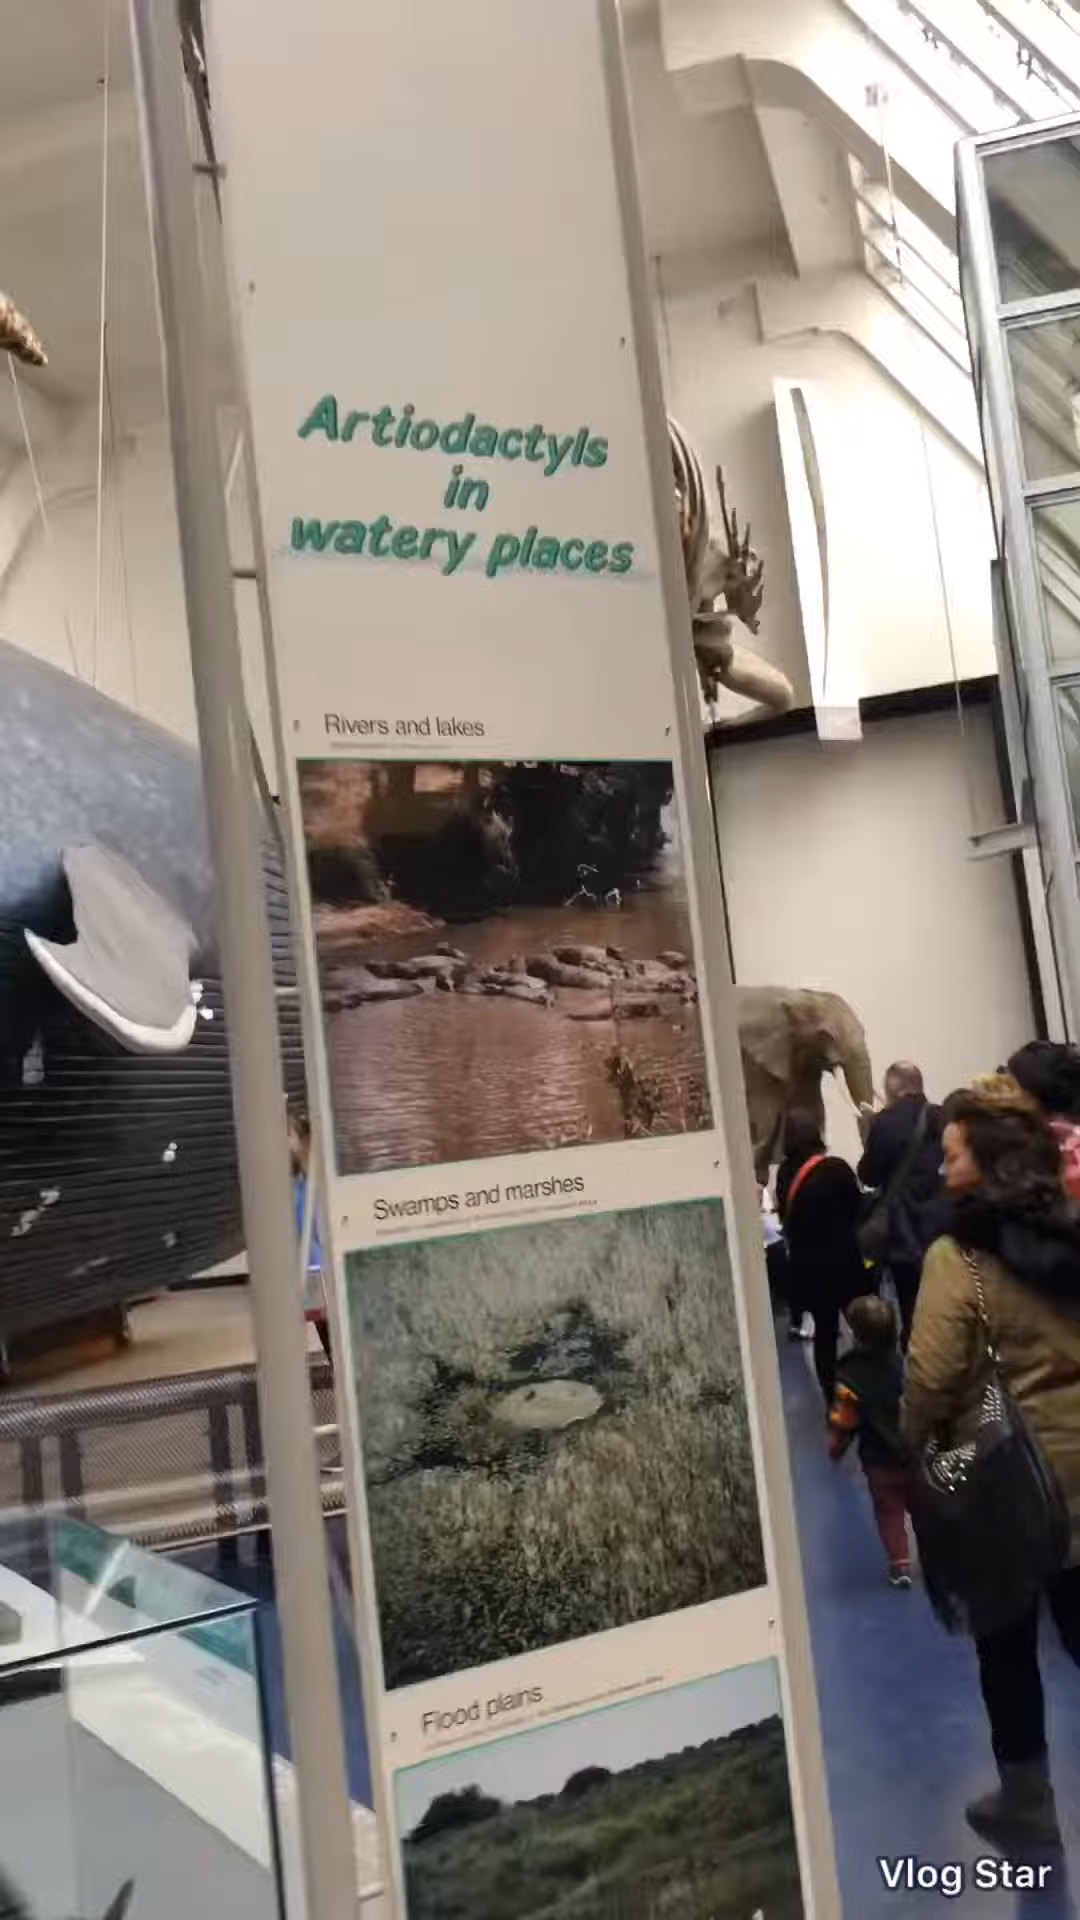 Artiodactyls
in
watery places
Rivers and lakes
Swamps and marshes
Flood plains
Vlog Star